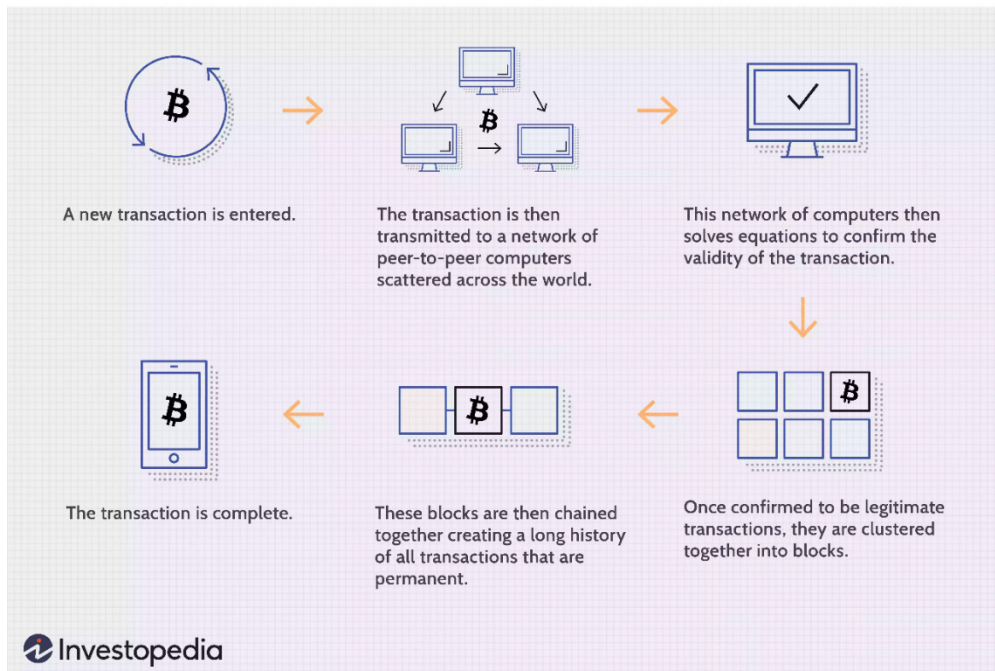 A new transaction is entered.
The transaction is then
transmitted to a network of
peer-to-peer computers
scattered across the world.
This network of computers then
solves equations to confirm the
validity of the transaction.
Once confirmed to be legitimate
transactions, they are clustered
together into blocks.
These blocks are then chained
together creating a long history
of all transactions that are
permanent.
The transaction is complete.
Investopedia